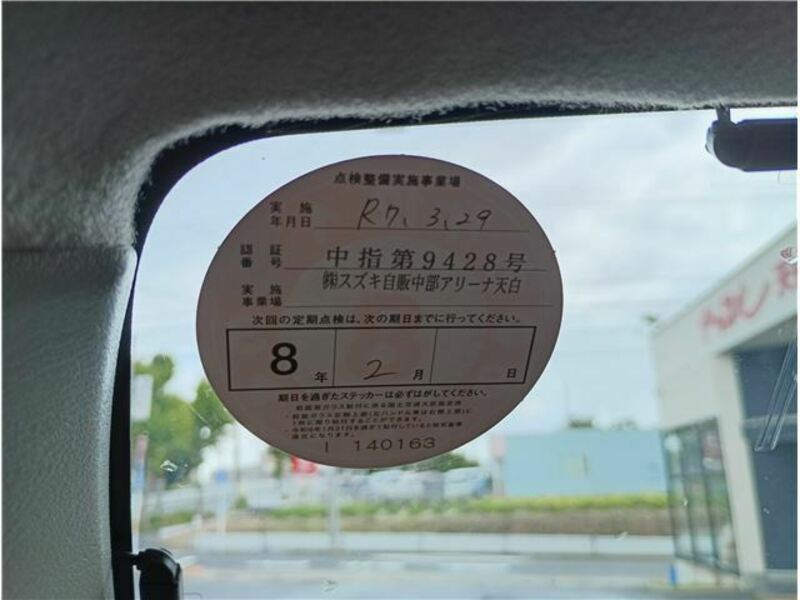 点検整備実施事業場
実施年月日 R7.3.29
認証番号 中指第9428号
実施事業場 ㈱スズキ自販中部アリーナ天白
次回の定期点検は、次の期日までに行ってください。
8年 2月 日
期日を過ぎたステッカーは必ずはがしてください。
I 140163